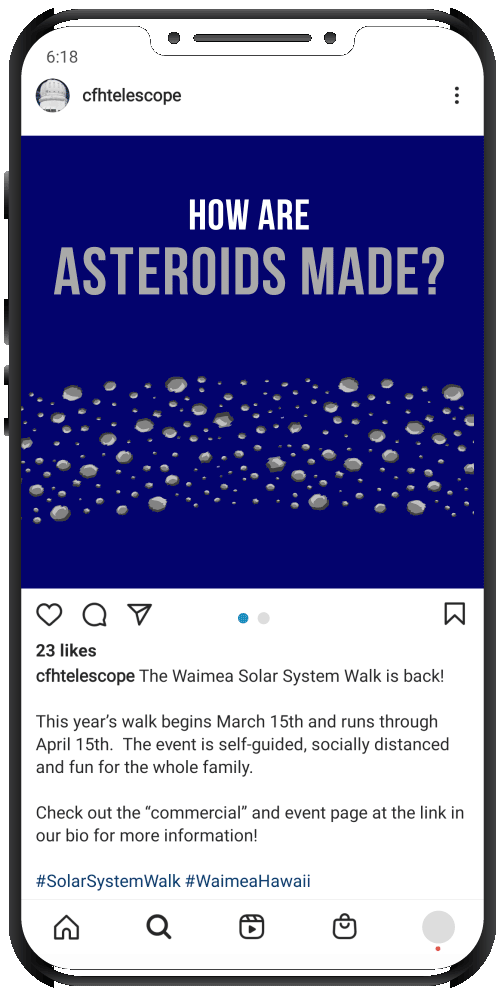 6:18
cfhtelescope
HOW ARE
ASTEROIDS MADE?
23 likes
cfhtelescope The Waimea Solar System Walk is back!
This year’s walk begins March 15th and runs through
April 15th.  The event is self-guided, socially distanced
and fun for the whole family.
Check out the “commercial” and event page at the link in
our bio for more information!
#SolarSystemWalk #WaimeaHawaii